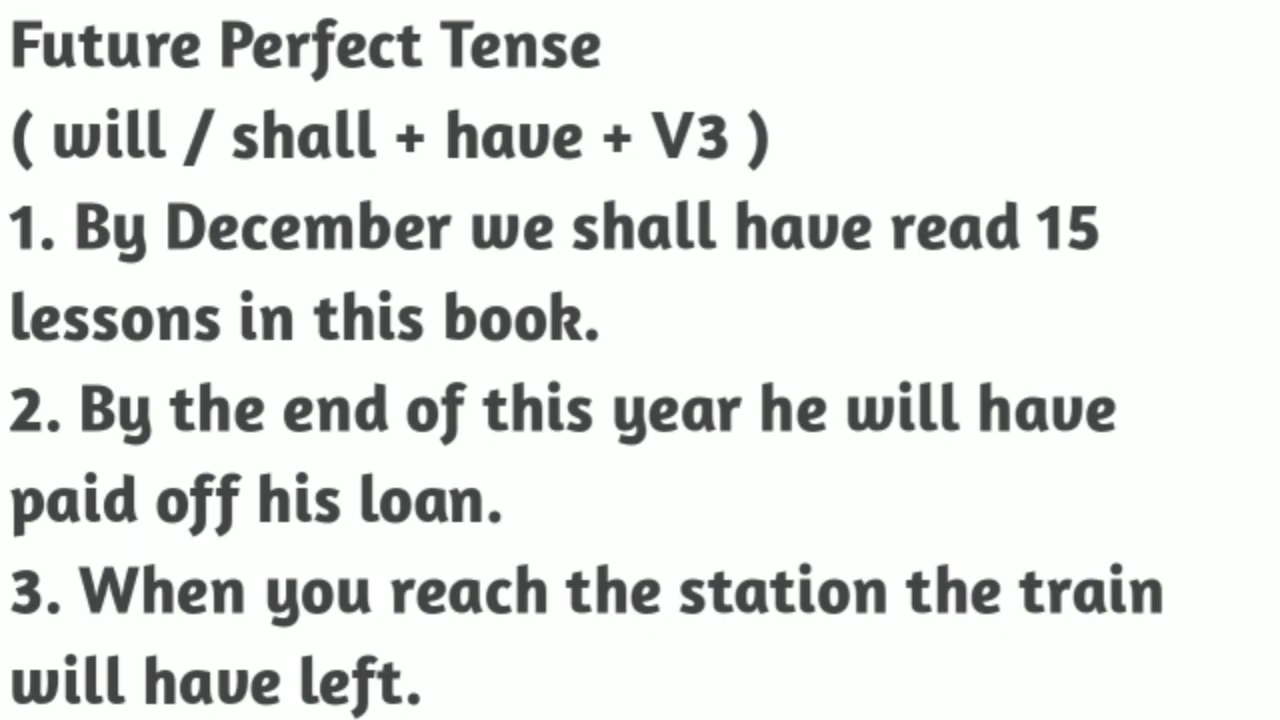 Future Perfect Tense
( will / shall + have + V3 )
1. By December we shall have read 15
lessons in this book.
2. By the end of this year he will have
paid off his loan.
3. When you reach the station the train
will have left.